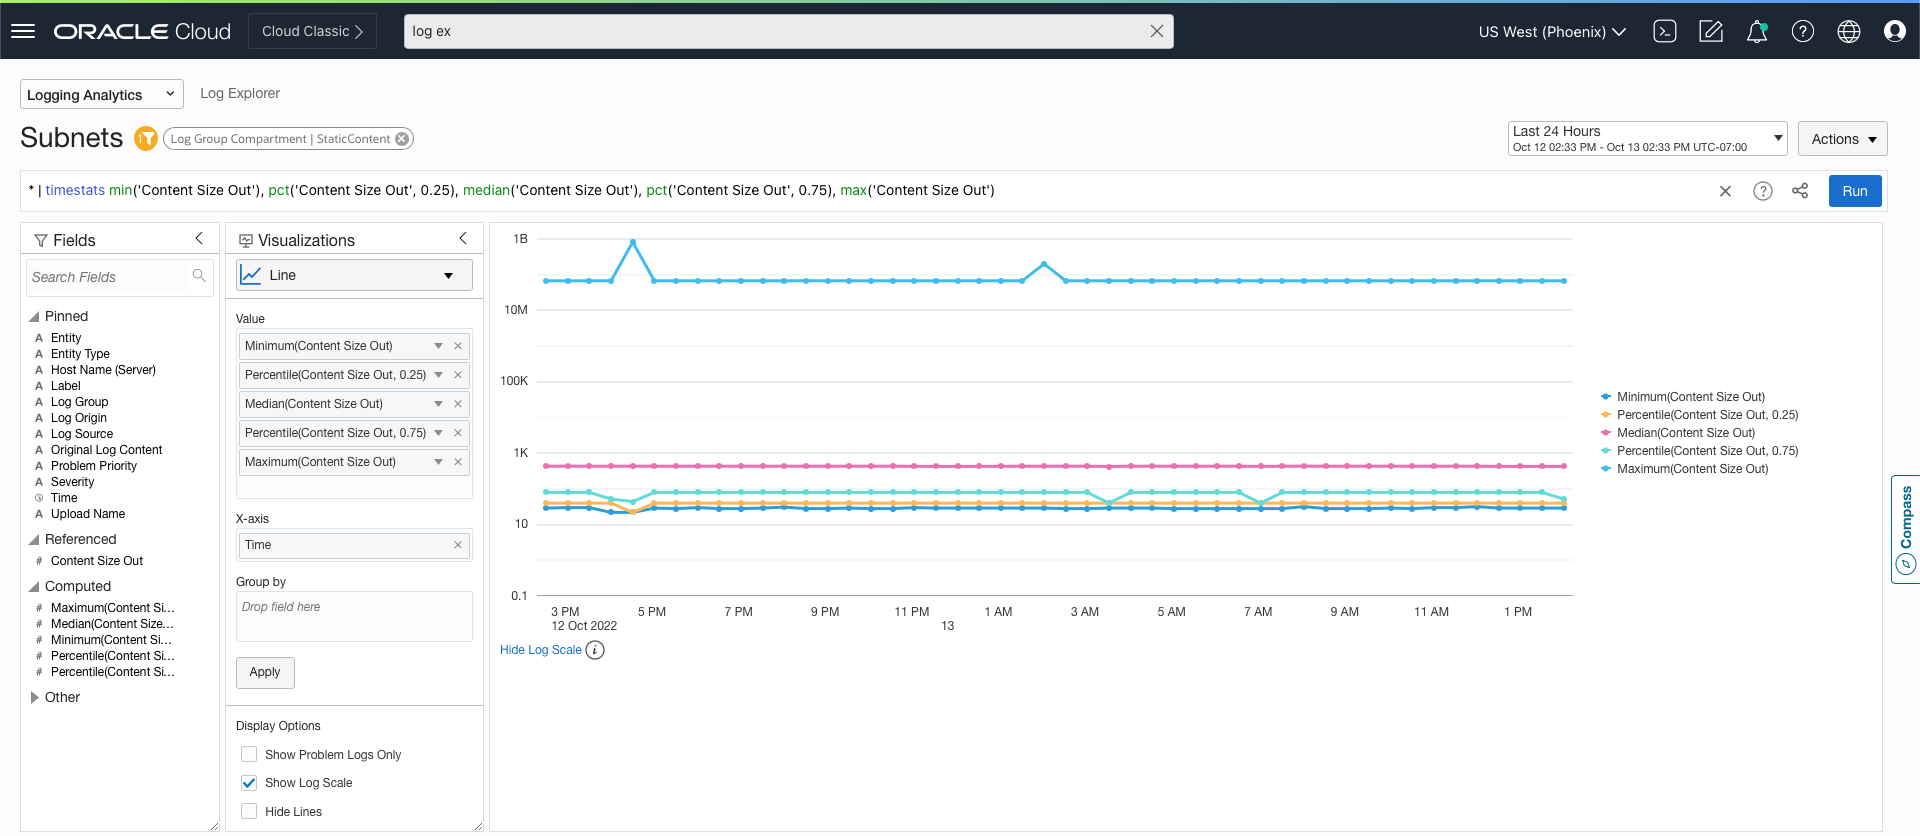 ORACLE Cloud
Cloud Classic
log ex
US West (Phoenix)
Logging Analytics
Log Explorer
Subnets
1
Log Group Compartment | StaticContent
Last 24 Hours
Oct 12 02:33 PM - Oct 13 02:33 PM UTC-07:00
Actions
* | timestats min('Content Size Out'), pct('Content Size Out', 0.25), median('Content Size Out'), pct('Content Size Out', 0.75), max('Content Size Out')
Run
Fields
Search Fields
Pinned
A Entity
A Entity Type
A Host Name (Server)
A Label
A Log Group
A Log Origin
A Log Source
A Original Log Content
A Problem Priority
A Severity
Time
A Upload Name
Referenced
# Content Size Out
Computed
# Maximum(Content Si...
# Median(Content Size...
# Minimum(Content Si...
# Percentile(Content Si...
# Percentile(Content Si...
Other
Visualizations
Line
Value
Minimum(Content Size Out)
Percentile(Content Size Out, 0.25)
Median(Content Size Out)
Percentile(Content Size Out, 0.75)
Maximum(Content Size Out)
X-axis
Time
Group by
Drop field here
Apply
Display Options
Show Problem Logs Only
Show Log Scale
Hide Lines
1B
10M
100K
1K
10
0.1
3 PM 5 PM 7 PM 9 PM 11 PM 1 AM 3 AM 5 AM 7 AM 9 AM 11 AM 1 PM
12 Oct 2022 13
Hide Log Scale
Minimum(Content Size Out)
Percentile(Content Size Out, 0.25)
Median(Content Size Out)
Percentile(Content Size Out, 0.75)
Maximum(Content Size Out)
Compass